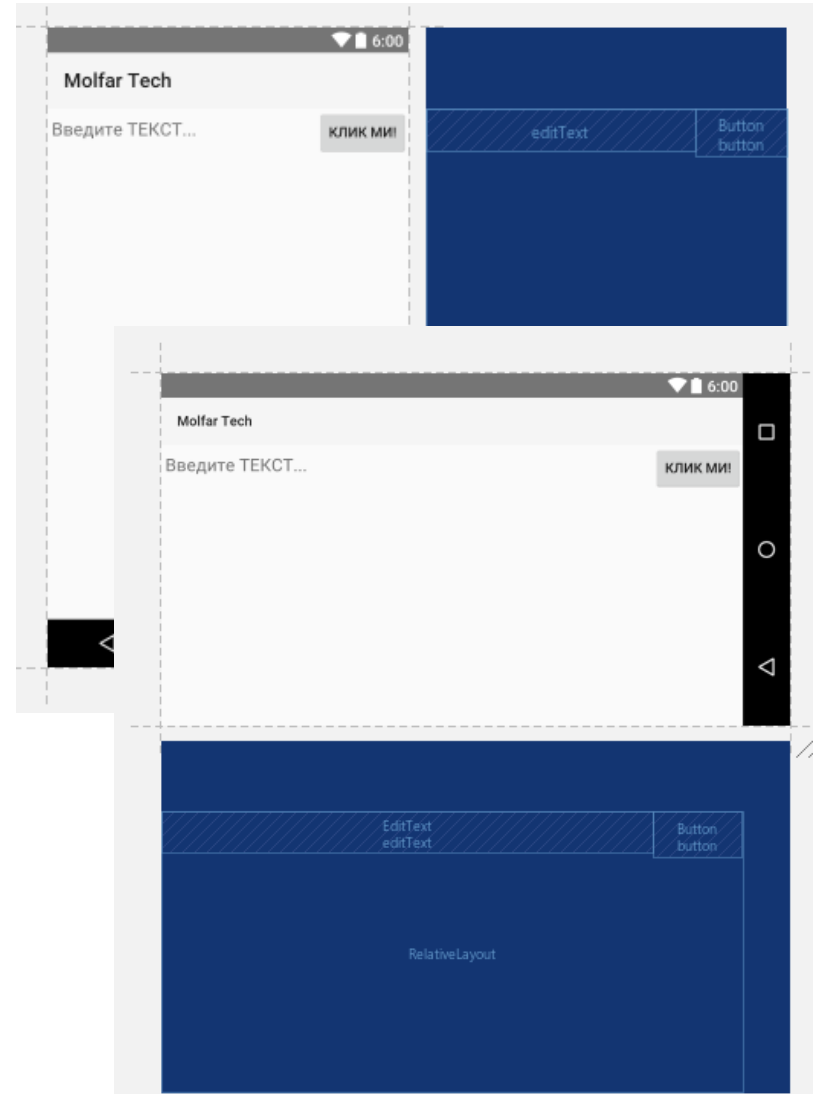 6:00
Molfar Tech
Введите ТЕКСТ...
КЛИК МИ!
editText
Button
button
6:00
Molfar Tech
Введите ТЕКСТ...
КЛИК МИ!
EditText
editText
Button
button
RelativeLayout